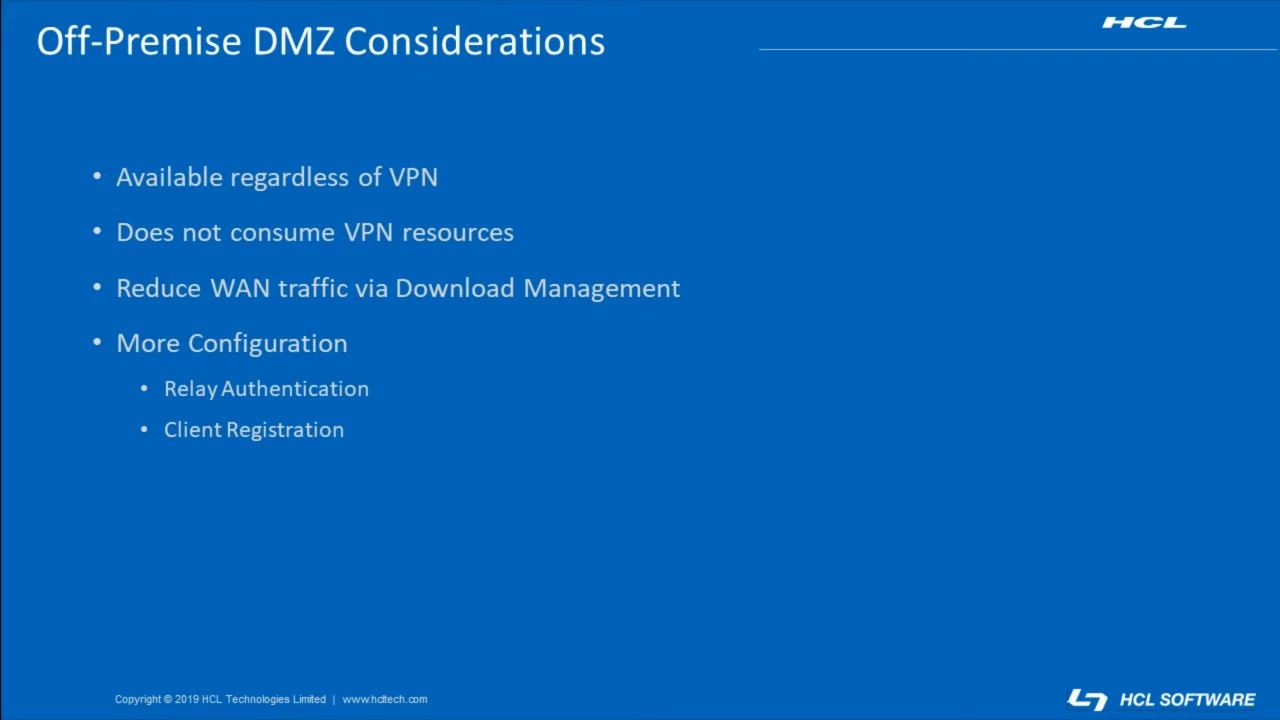 Off-Premise DMZ Considerations
HCL
• Available regardless of VPN
• Does not consume VPN resources
• Reduce WAN traffic via Download Management
• More Configuration
• Relay Authentication
• Client Registration
Copyright © 2019 HCL Technologies Limited | www.hcltech.com
HCL SOFTWARE